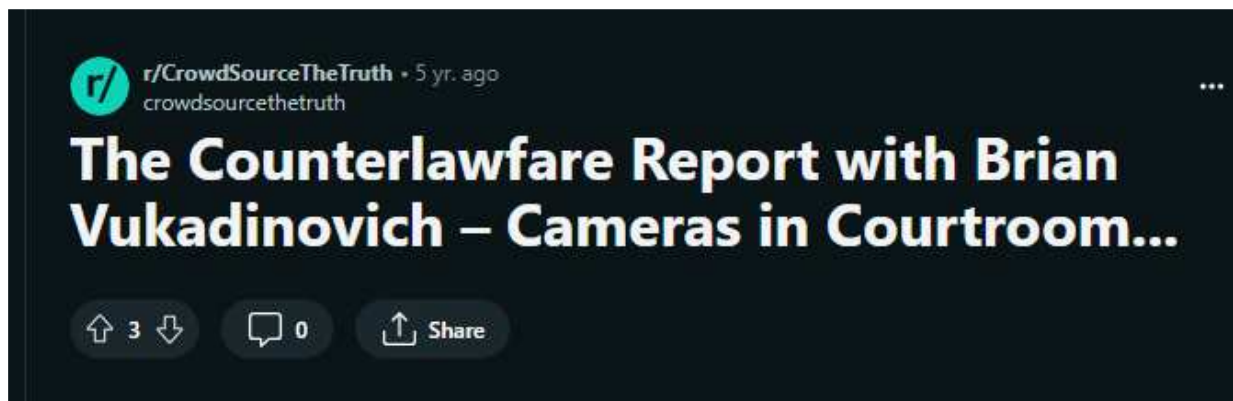 r/ r/CrowdSourceTheTruth • 5 yr. ago
crowdsourcethetruth
The Counterlawfare Report with Brian
Vukadinovich – Cameras in Courtroom...
3 0 Share